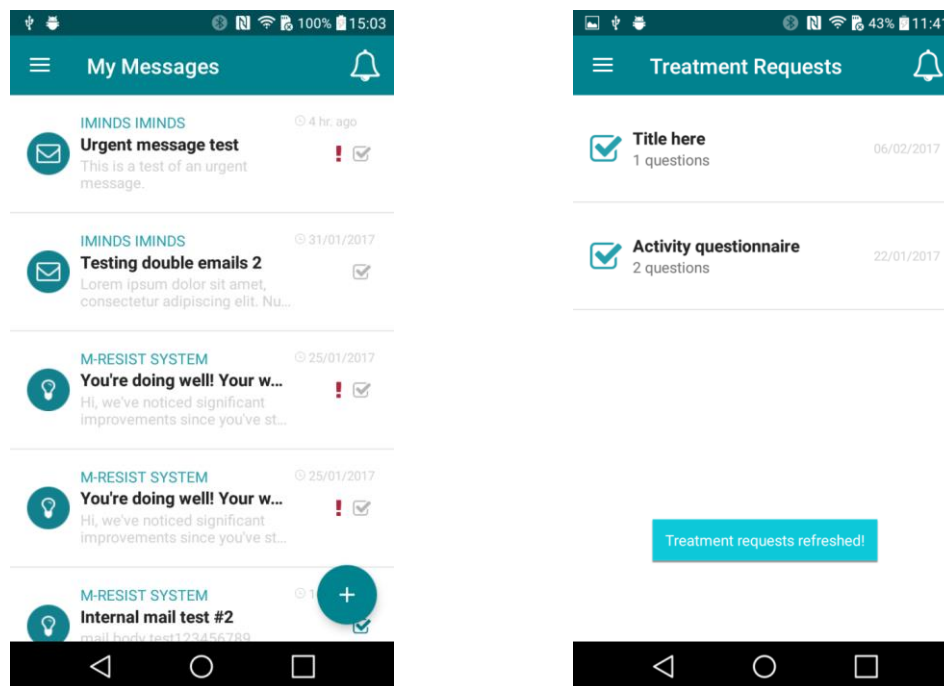 100% 15:03
My Messages
IMINDS IMINDS
4 hr. ago
Urgent message test
This is a test of an urgent
message.
IMINDS IMINDS
31/01/2017
Testing double emails 2
Lorem ipsum dolor sit amet,
consectetur adipiscing elit. Nu...
M-RESIST SYSTEM
25/01/2017
You're doing well! Your w...
Hi, we've noticed significant
improvements since you've st...
M-RESIST SYSTEM
25/01/2017
You're doing well! Your w...
Hi, we've noticed significant
improvements since you've st...
M-RESIST SYSTEM
Internal mail test #2
mail body test123456789
43%
Treatment Requests
Title here
1 questions
06/02/2017
Activity questionnaire
2 questions
22/01/2017
Treatment requests refreshed!